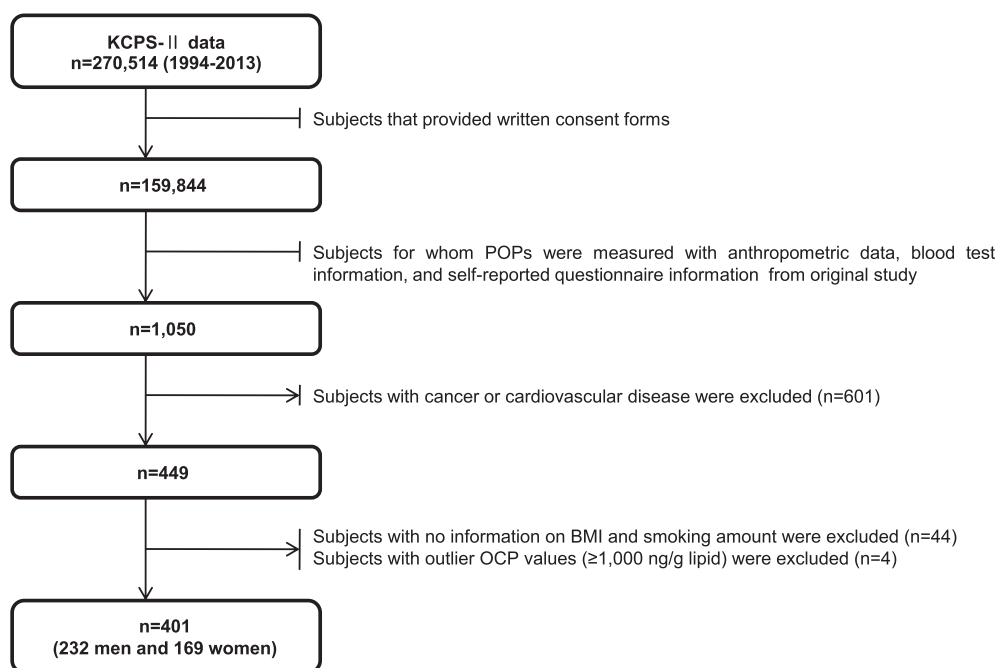 KCPS-Ⅱ data
n=270,514 (1994-2013)
Subjects that provided written consent forms
n=159,844
Subjects for whom POPs were measured with anthropometric data, blood test
information, and self-reported questionnaire information from original study
n=1,050
Subjects with cancer or cardiovascular disease were excluded (n=601)
n=449
Subjects with no information on BMI and smoking amount were excluded (n=44)
Subjects with outlier OCP values (≥1,000 ng/g lipid) were excluded (n=4)
n=401
(232 men and 169 women)